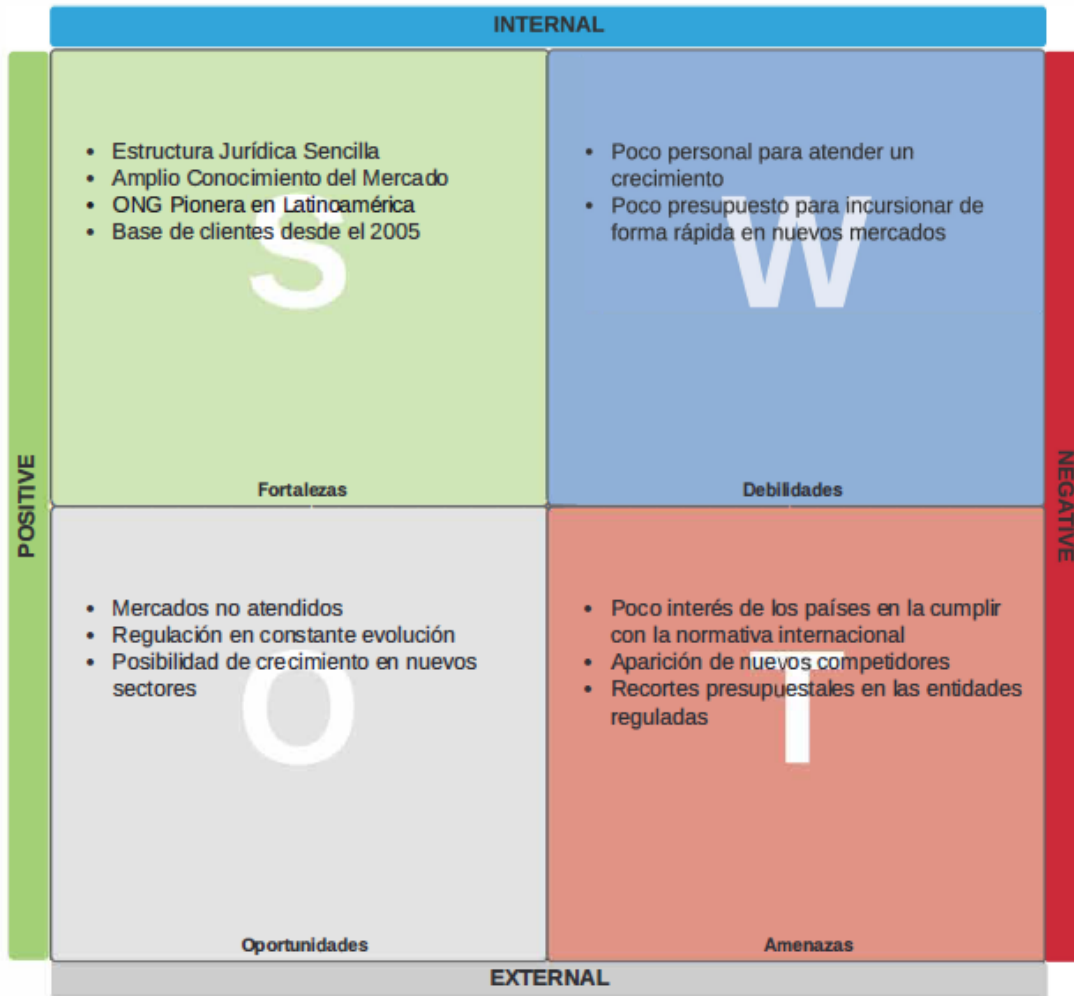 INTERNAL
POSITIVE
NEGATIVE
• Estructura Jurídica Sencilla
• Amplio Conocimiento del Mercado
• ONG Pionera en Latinoamérica
• Base de clientes desde el 2005
S
Fortalezas
• Poco personal para atender un
crecimiento
• Poco presupuesto para incursionar de
forma rápida en nuevos mercados
W
Debilidades
• Mercados no atendidos
• Regulación en constante evolución
• Posibilidad de crecimiento en nuevos
sectores
O
Oportunidades
• Poco interés de los países en la cumplir
con la normativa internacional
• Aparición de nuevos competidores
• Recortes presupuestales en las entidades
reguladas
T
Amenazas
EXTERNAL